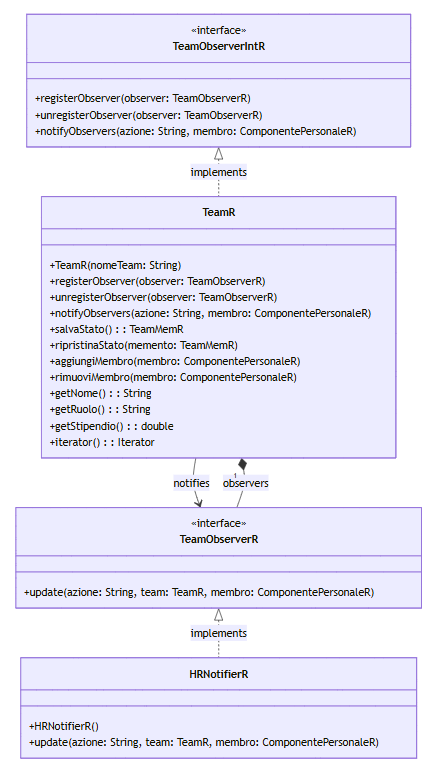 «interface»
TeamObserverIntR
+registerObserver(observer: TeamObserverR)
+unregisterObserver(observer: TeamObserverR)
+notifyObservers(azione: String, membro: ComponentePersonaleR)
implements
TeamR
+TeamR(nomeTeam: String)
+registerObserver(observer: TeamObserverR)
+unregisterObserver(observer: TeamObserverR)
+notifyObservers(azione: String, membro: ComponentePersonaleR)
+salvaStato() : : TeamMemR
+ripristinaStato(memento: TeamMemR)
+aggiungiMembro(membro: ComponentePersonaleR)
+rimuoviMembro(membro: ComponentePersonaleR)
+getNome() : : String
+getRuolo() : : String
+getStipendio() : : double
+iterator() : : Iterator
notifies observers
«interface»
TeamObserverR
+update(azione: String, team: TeamR, membro: ComponentePersonaleR)
implements
HRNotifierR
+HRNotifierR()
+update(azione: String, team: TeamR, membro: ComponentePersonaleR)